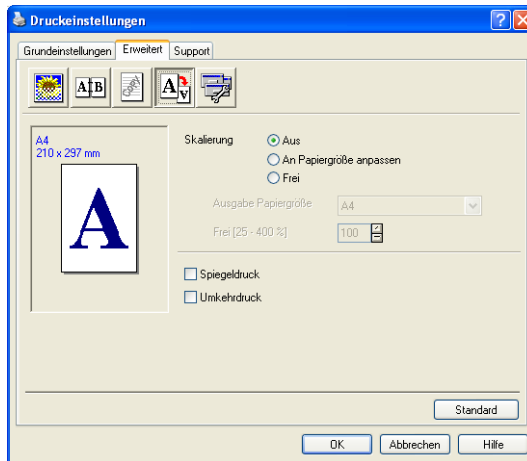 Druckeinstellungen
Grundeinstellungen Erweitert Support
A B
A4
210 x 297 mm
A
Skalierung
Aus
An Papiergröße anpassen
Frei
Ausgabe Papiergröße A4
Frei [25 - 400 %] 100
Spiegeldruck
Umkehrdruck
Standard
OK Abbrechen Hilfe